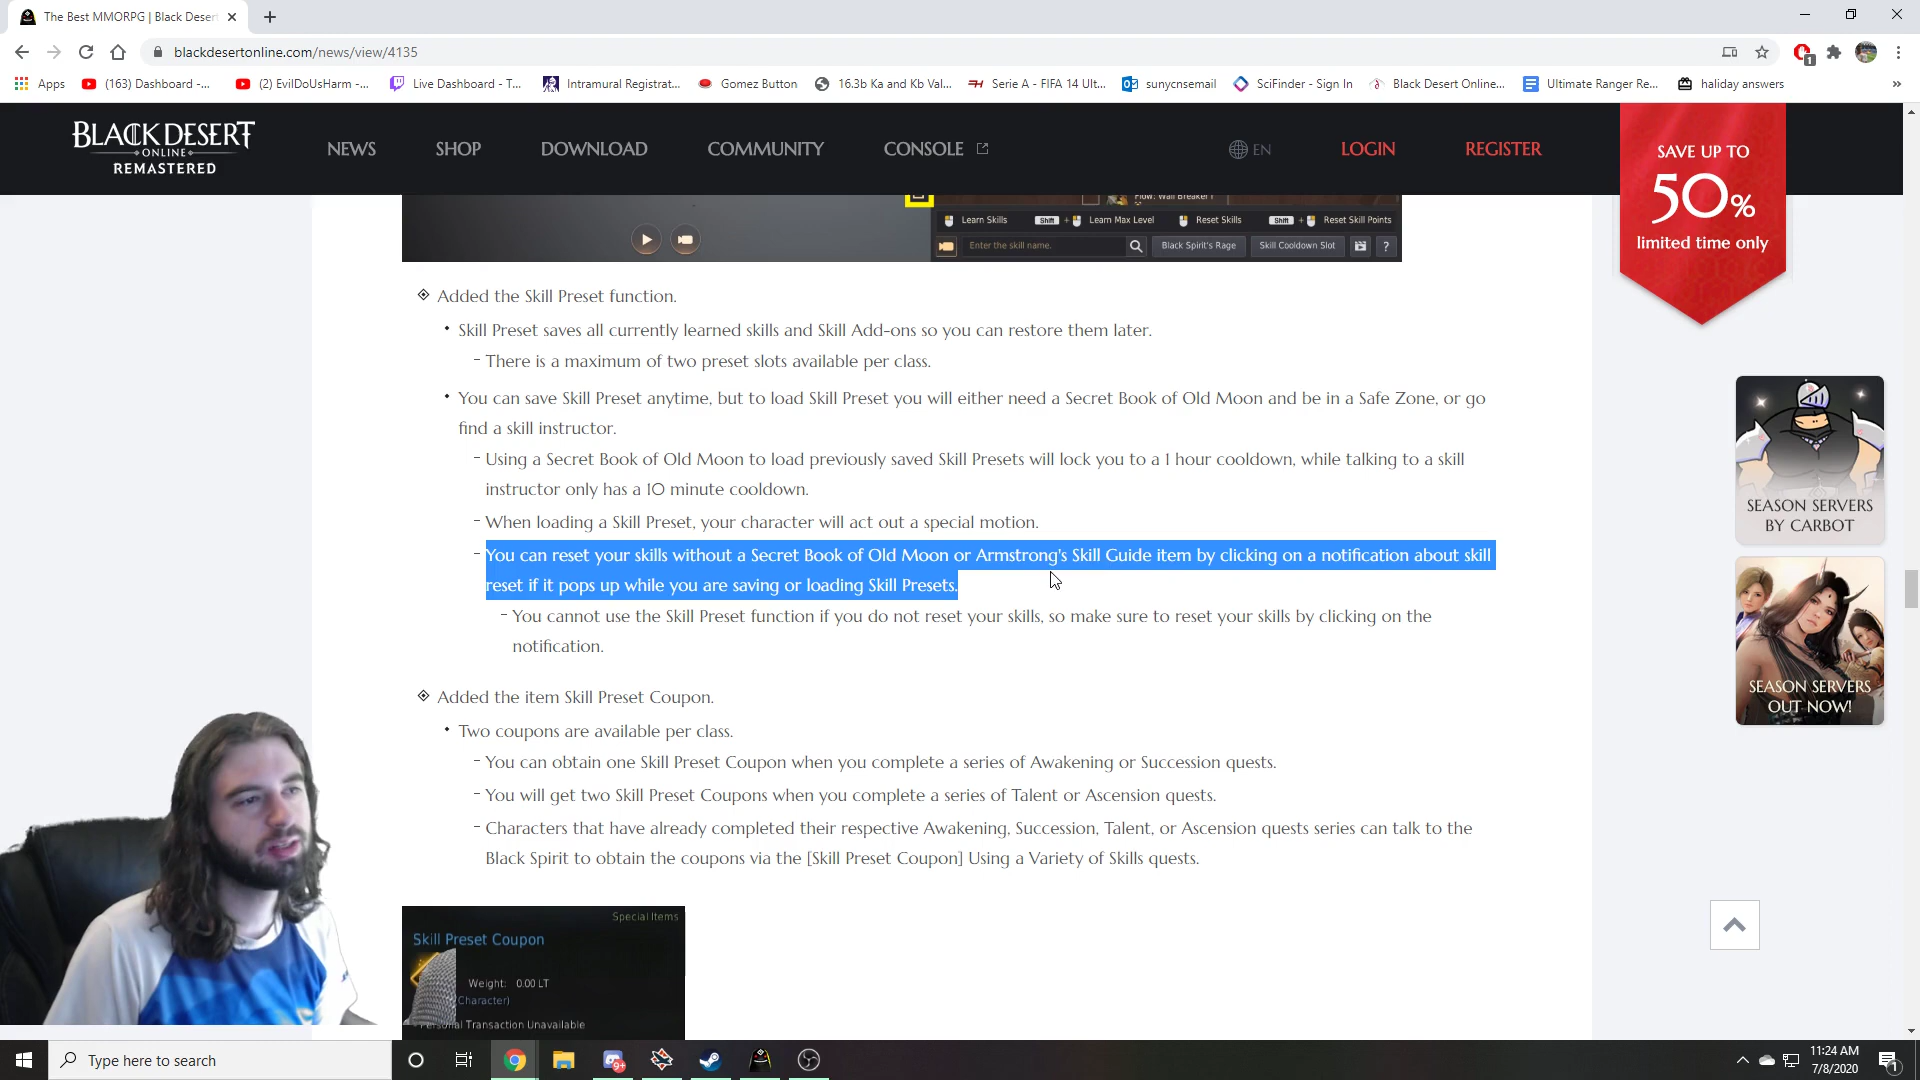 The Best MMORPG | Black Desert
blackdesertonline.com/news/view/4135
1
Apps
(163) Dashboard -...
(2) EvilDoUsHarm -...
Live Dashboard - T...
Intramural Registrat...
Gomez Button
16.3b Ka and Kb Val...
Serie A - FIFA 14 Ult...
sunycnsemail
SciFinder - Sign In
Black Desert Online...
Ultimate Ranger Re...
haliday answers
»
BLACK DESERT
ONLINE
REMASTERED
NEWS
SHOP
DOWNLOAD
COMMUNITY
CONSOLE
EN
LOGIN
REGISTER
SAVE UP TO
50%
limited time only
Flow: Wall Breaker I
Learn Skills
Shift + Learn Max Level
Reset Skills
Shift + Reset Skill Points
Enter the skill name.
Black Spirit's Rage
Skill Cooldown Slot
?
Added the Skill Preset function.
• Skill Preset saves all currently learned skills and Skill Add-ons so you can restore them later.
- There is a maximum of two preset slots available per class.
• You can save Skill Preset anytime, but to load Skill Preset you will either need a Secret Book of Old Moon and be in a Safe Zone, or go
find a skill instructor.
- Using a Secret Book of Old Moon to load previously saved Skill Presets will lock you to a 1 hour cooldown, while talking to a skill
instructor only has a 10 minute cooldown.
- When loading a Skill Preset, your character will act out a special motion.
- You can reset your skills without a Secret Book of Old Moon or Armstrong's Skill Guide item by clicking on a notification about skill
reset if it pops up while you are saving or loading Skill Presets.
- You cannot use the Skill Preset function if you do not reset your skills, so make sure to reset your skills by clicking on the
notification.
Added the item Skill Preset Coupon.
• Two coupons are available per class.
- You can obtain one Skill Preset Coupon when you complete a series of Awakening or Succession quests.
- You will get two Skill Preset Coupons when you complete a series of Talent or Ascension quests.
- Characters that have already completed their respective Awakening, Succession, Talent, or Ascension quests series can talk to the
Black Spirit to obtain the coupons via the [Skill Preset Coupon] Using a Variety of Skills quests.
SEASON SERVERS
BY CARBOT
SEASON SERVERS
OUT NOW!
Special Items
Skill Preset Coupon
Weight: 0.00 LT
(Character)
- Personal Transaction Unavailable
Type here to search
9+
11:24 AM
7/8/2020
1